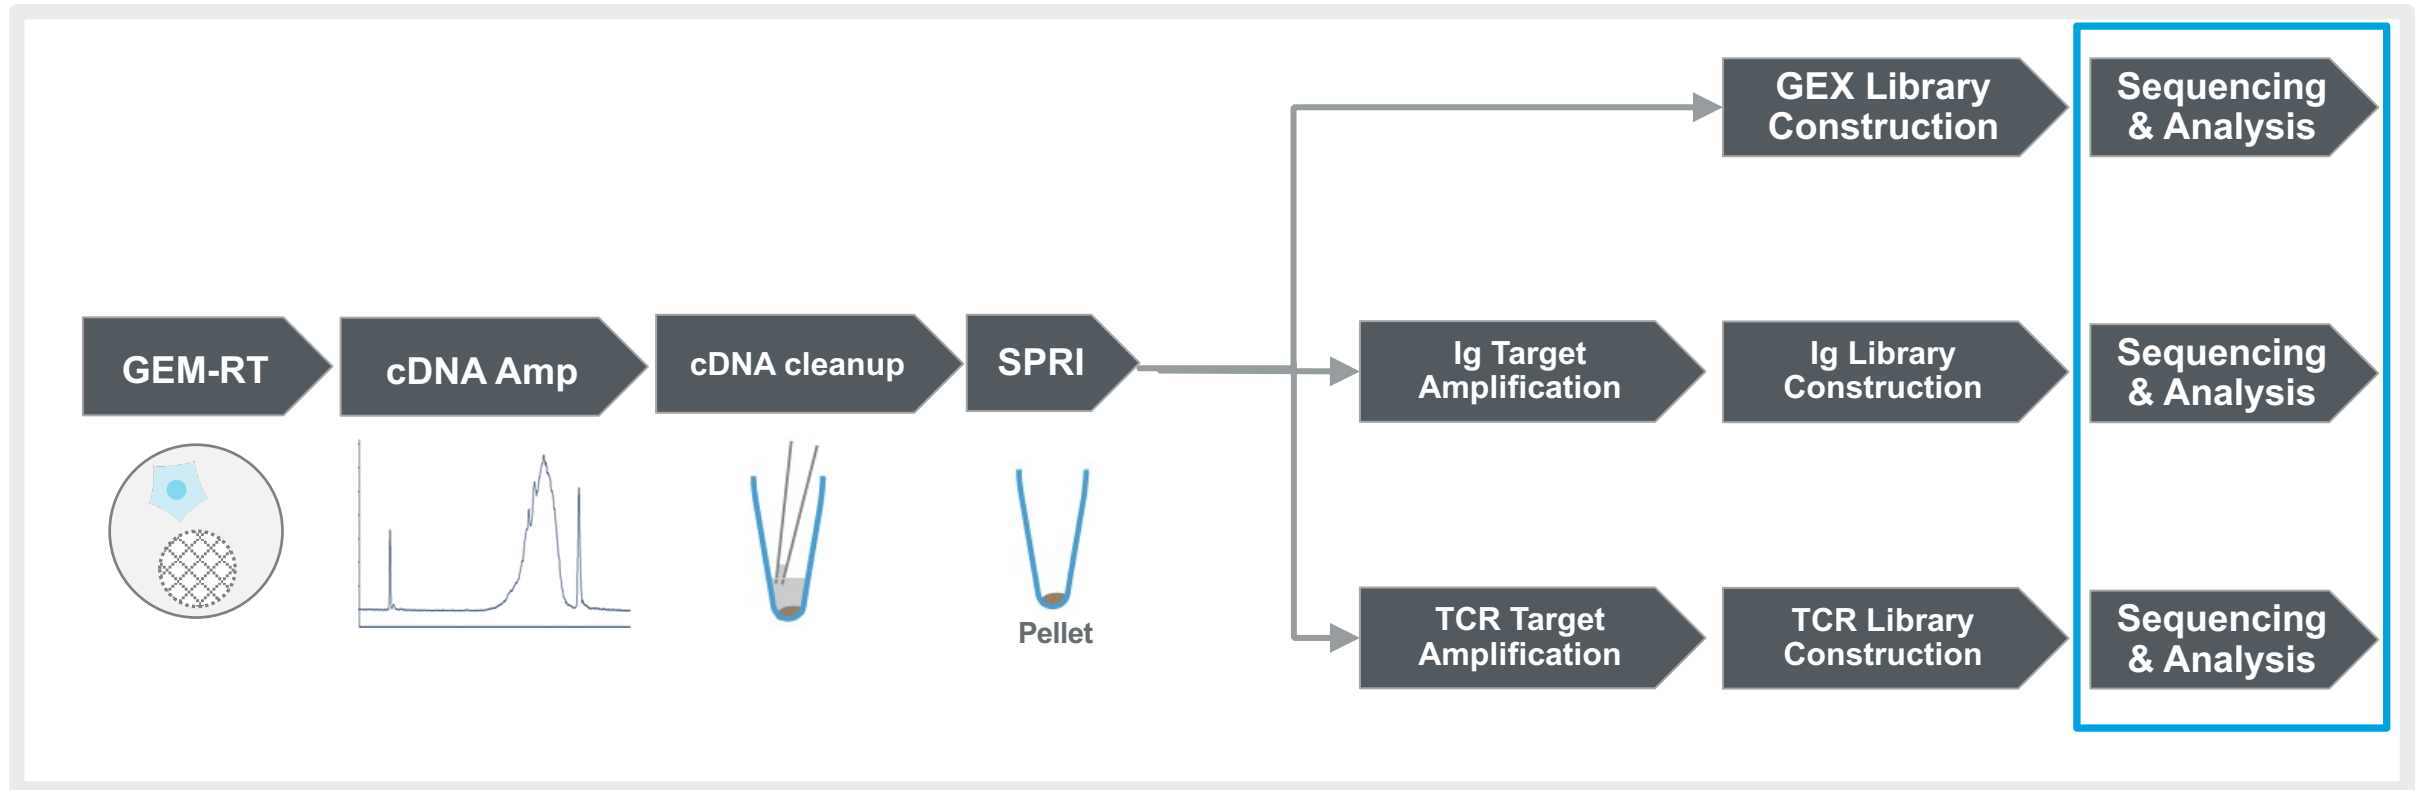 GEM-RT
cDNA Amp
cDNA cleanup
SPRI
Pellet
GEX Library
Construction
Sequencing
& Analysis
Ig Target
Amplification
Ig Library
Construction
Sequencing
& Analysis
TCR Target
Amplification
TCR Library
Construction
Sequencing
& Analysis